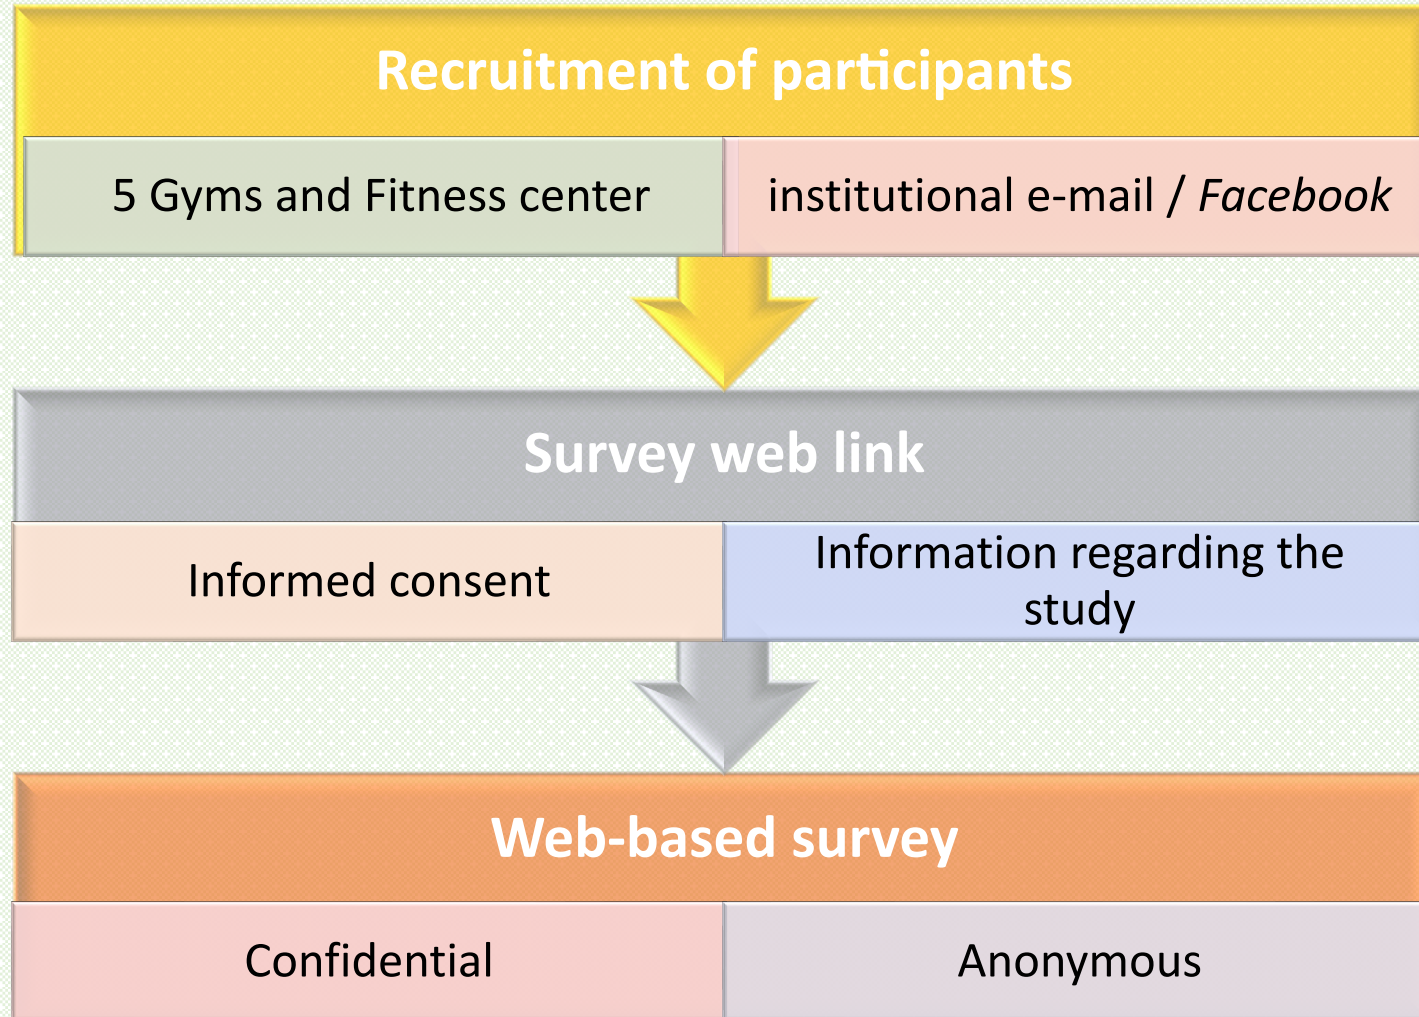 Recruitment of participants
5 Gyms and Fitness center
institutional e-mail / Facebook
Survey web link
Informed consent
Information regarding the
study
Web-based survey
Confidential
Anonymous